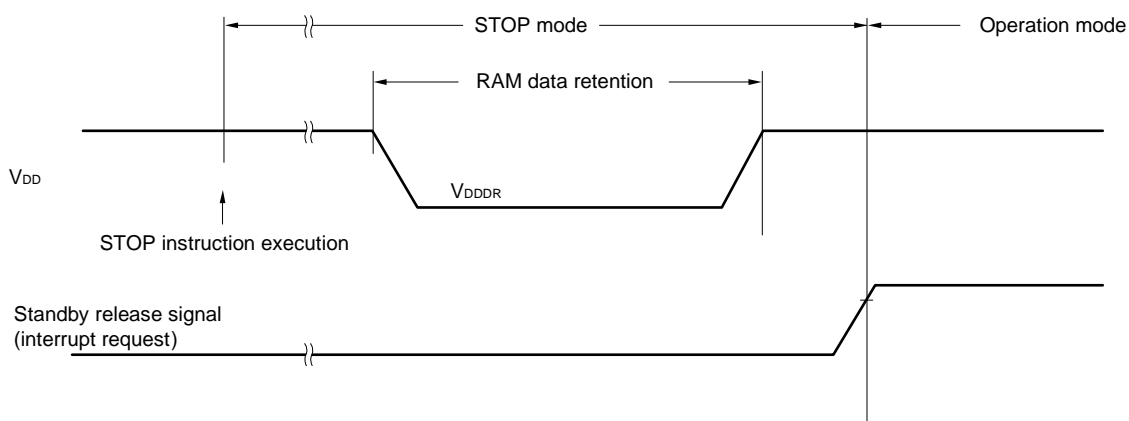 STOP mode
Operation mode
RAM data retention
VDD
VDDDR
STOP instruction execution
Standby release signal
(interrupt request)